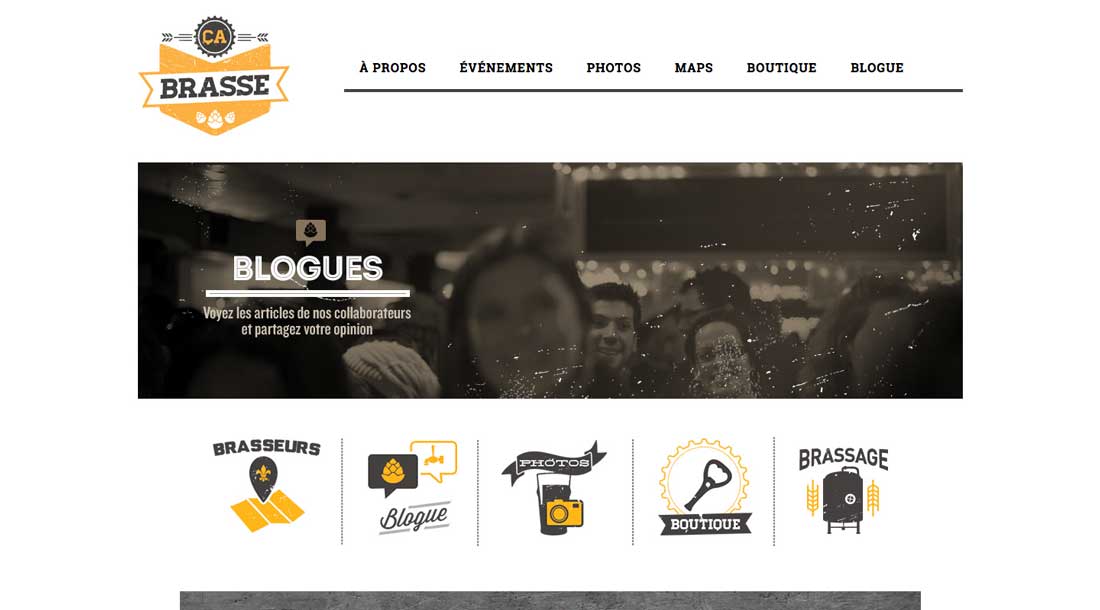 ÇA
BRASSE
À PROPOS ÉVÉNEMENTS PHOTOS MAPS BOUTIQUE BLOGUE
BLOGUES
Voyez les articles de nos collaborateurs
et partagez votre opinion
BRASSEURS
Blogue
PHOTOS
BOUTIQUE
BRASSAGE